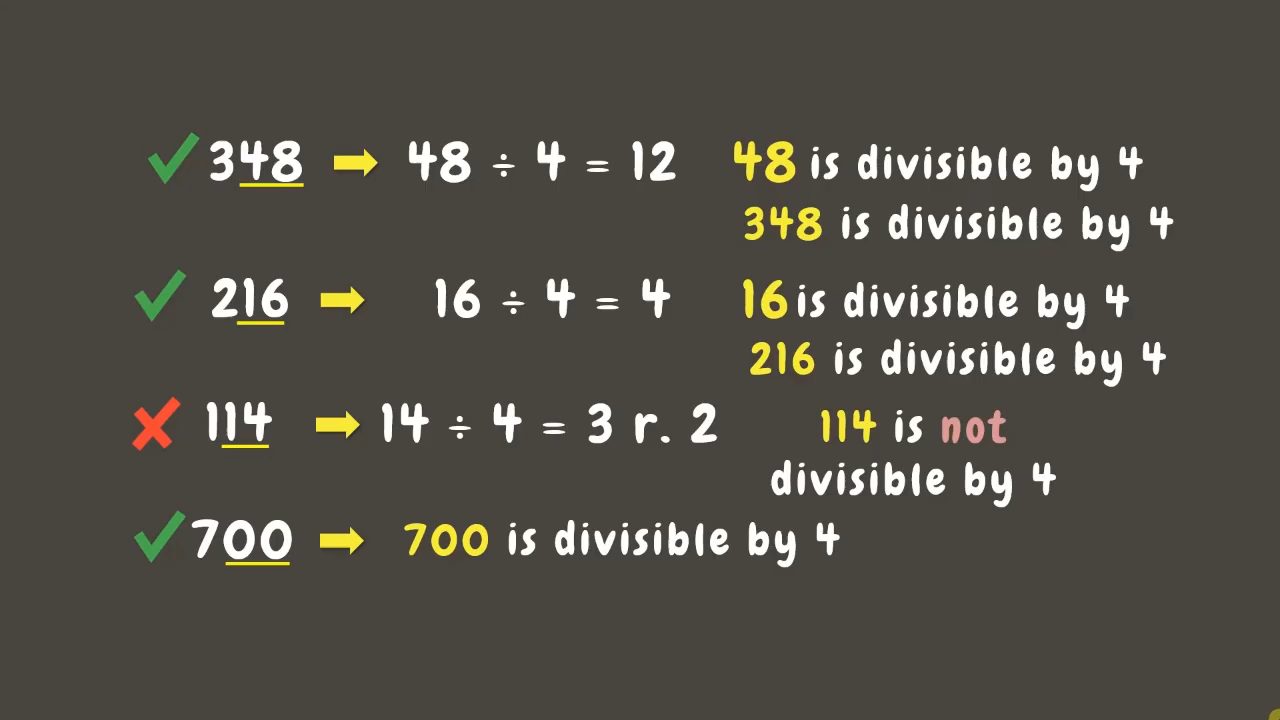 348 ➡ 48 ÷ 4 = 12 48 is divisible by 4
348 is divisible by 4
216 ➡ 16 ÷ 4 = 4 16 is divisible by 4
216 is divisible by 4
114 ➡ 14 ÷ 4 = 3 r. 2 114 is not
divisible by 4
700 ➡ 700 is divisible by 4